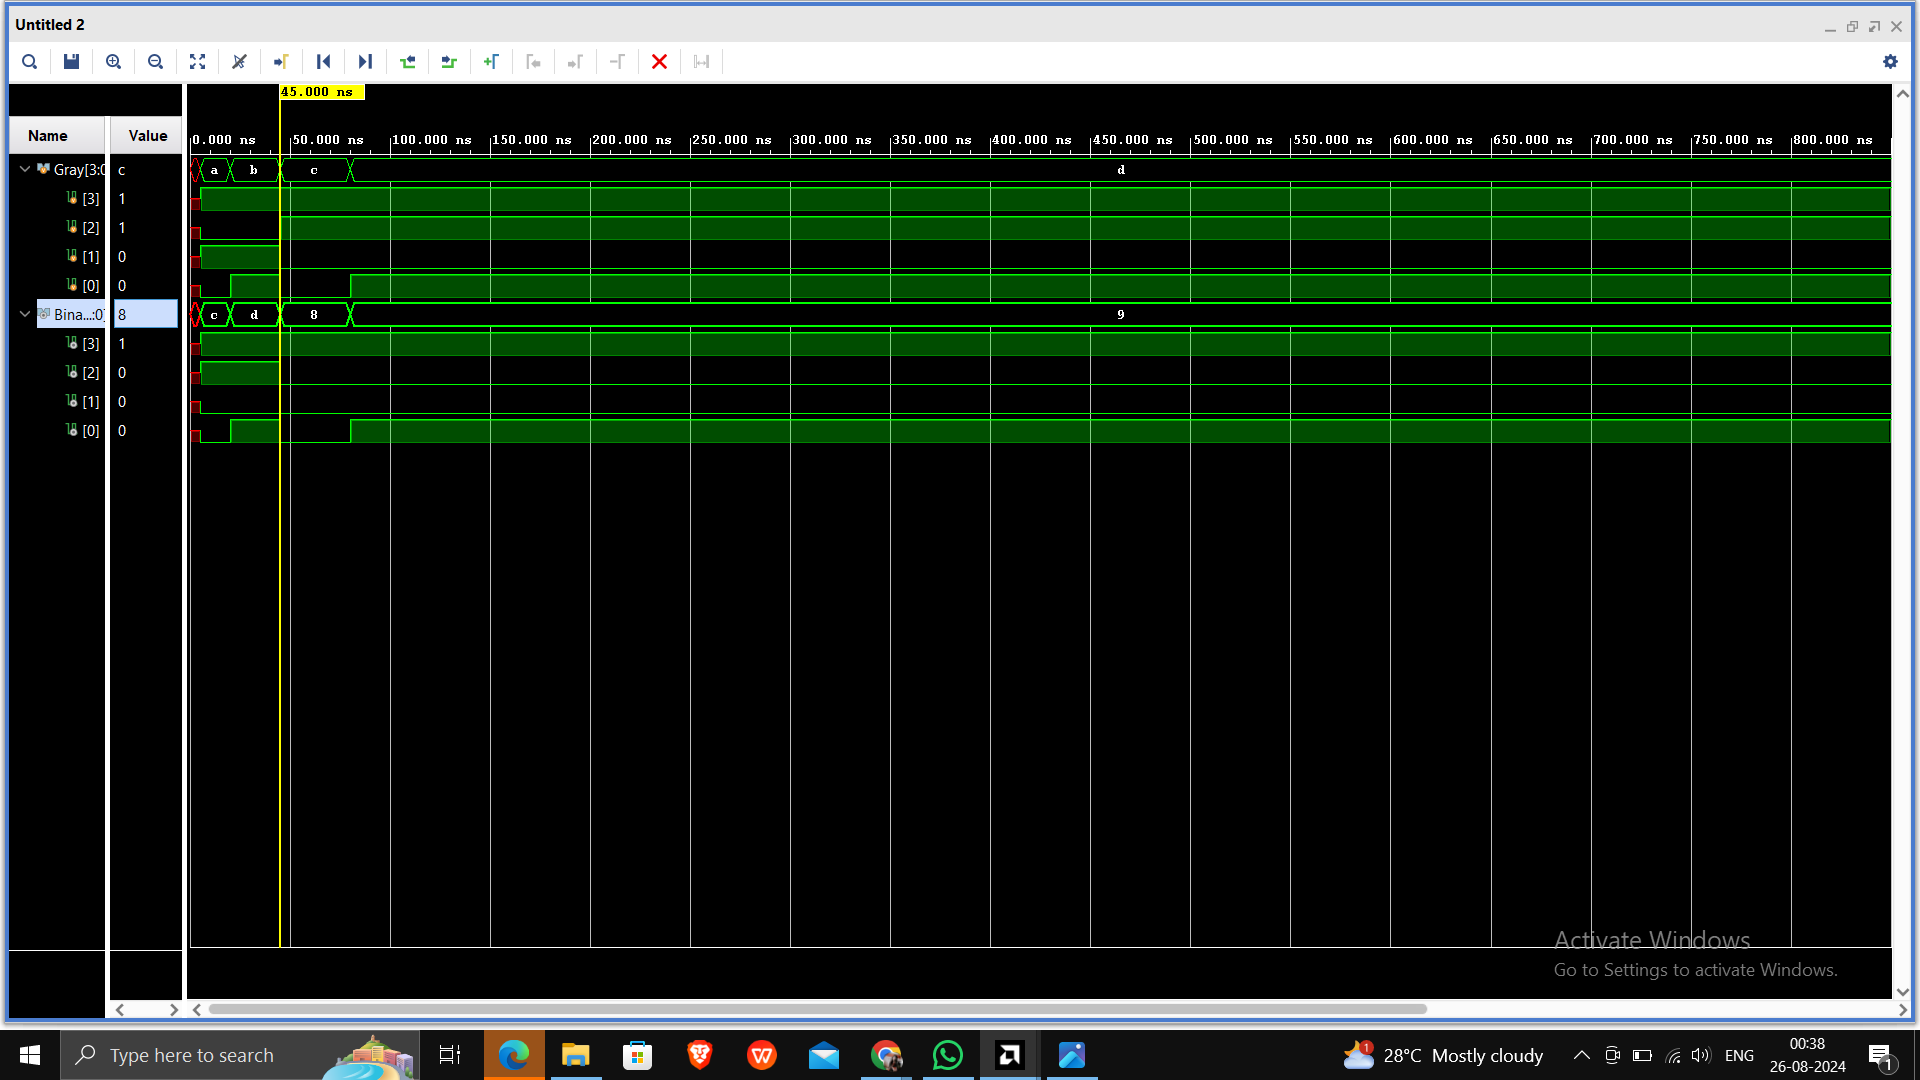 Untitled 2
45.000 ns
Name
Value
0.000 ns
50.000 ns
100.000 ns
150.000 ns
200.000 ns
250.000 ns
300.000 ns
350.000 ns
400.000 ns
450.000 ns
500.000 ns
550.000 ns
600.000 ns
650.000 ns
700.000 ns
750.000 ns
800.000 ns
Gray[3:0 c a b c d
[3] 1
[2] 1
[1] 0
[0] 0
Bina...:0] 8 c d 8 9
[3] 1
[2] 0
[1] 0
[0] 0
Activate Windows
Go to Settings to activate Windows.
Type here to search
W
1
28°C Mostly cloudy
ENG
00:38
26-08-2024
1